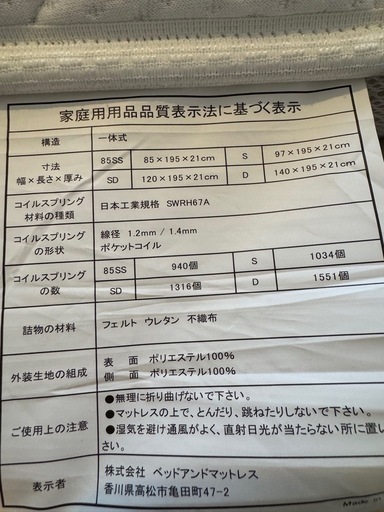 家庭用用品品質表示法に基づく表示
構造 一体式
寸法
幅×長さ×厚み
85SS 85×195×21cm S 97×195×21cm
SD 120×195×21cm D 140×195×21cm
コイルスプリング
材料の種類
日本工業規格 SWRH67A
コイルスプリング
の形状
線径 1.2mm / 1.4mm
ポケットコイル
コイルスプリング
の数
85SS 940個 S 1034個
SD 1316個 D 1551個
詰物の材料 フェルト ウレタン 不織布
外装生地の組成
表 面 ポリエステル100%
側 面 ポリエステル100%
ご使用上の注意
●無理に折り曲げないで下さい。
●マットレスの上で、とんだり、跳ねたりしないで下さい。
●湿気を避け通風がよく、直射日光が当たらない所に置い
さい。
表示者
株式会社 ベッドアンドマットレス
香川県高松市亀田町47-2
Made